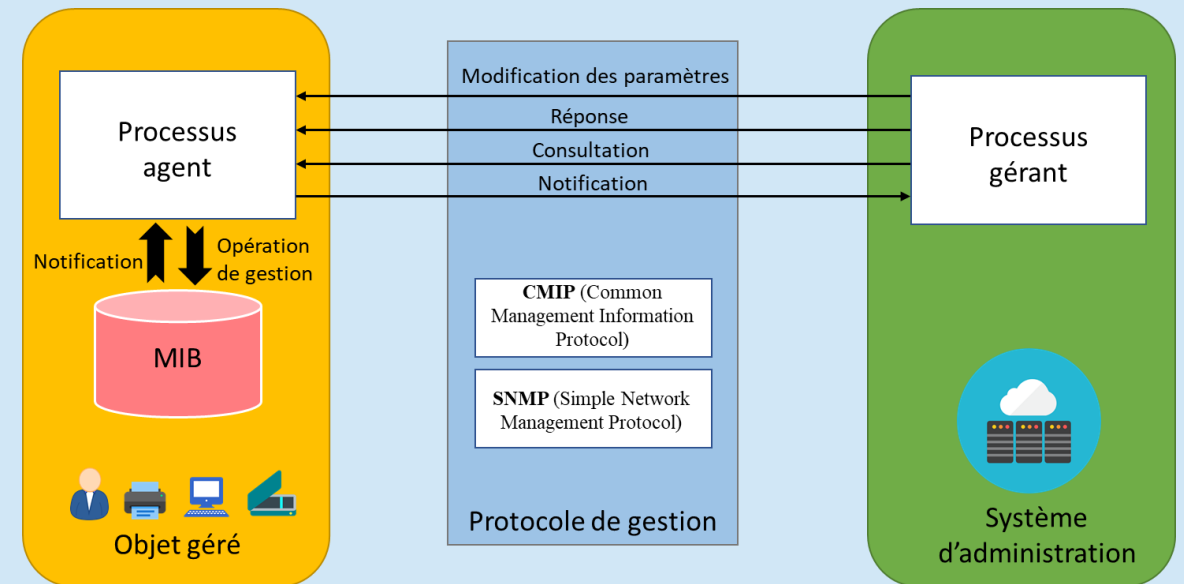 Processus
agent
Notification
Opération
de gestion
MIB
Objet géré
Modification des paramètres
Réponse
Consultation
Notification
CMIP (Common
Management Information
Protocol)
SNMP (Simple Network
Management Protocol)
Protocole de gestion
Processus
gérant
Système
d’administration